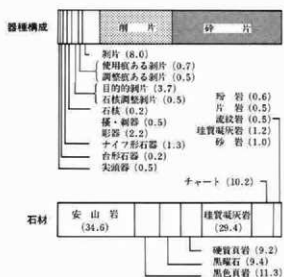 器種構成
削 片
砕 片
剥片 (8.0)
使用痕ある剥片 (0.7)
調整痕ある剥片 (0.5)
目的的剥片 (3.7)
石核調整剥片 (0.5)
石核 (0.2)
掻・削器 (0.5)
彫器 (2.2)
ナイフ形石器 (1.3)
台形石器 (0.2)
尖頭器 (0.5)
玢 岩 (0.6)
片 岩 (0.5)
流紋岩 (0.5)
珪質凝灰岩 (1.2)
砂 岩 (1.0)
チャート (10.2)
石材
安 山 岩
(34.6)
珪質凝灰岩
(29.4)
硬質頁岩 (9.2)
黒曜石 (9.4)
黒色頁岩 (11.3)